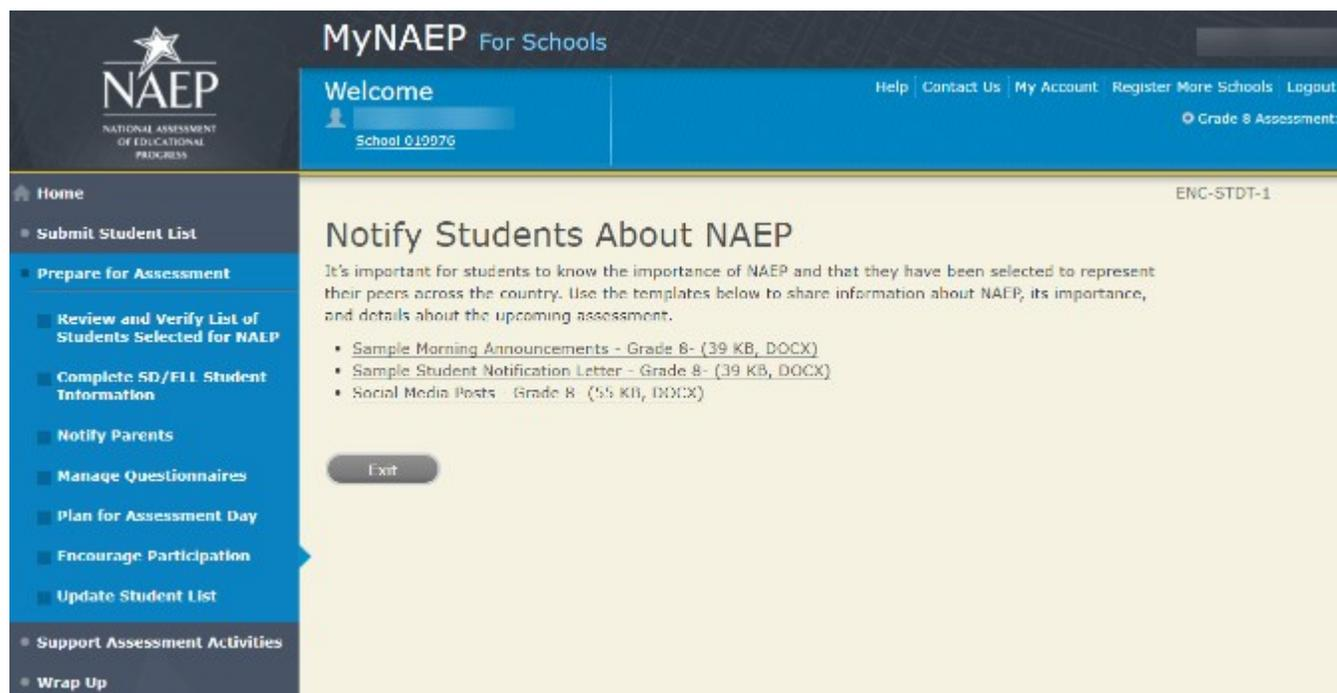 MyNAEP For Schools
NAEP
NATIONAL ASSESSMENT
OF EDUCATIONAL
PROGRESS
Welcome
School 019976
Help Contact Us My Account Register More Schools Logout
Grade 8 Assessment:
Home
Submit Student List
Prepare for Assessment
Review and Verify List of
Students Selected for NAEP
Complete SD/ELL Student
Information
Notify Parents
Manage Questionnaires
Plan for Assessment Day
Encourage Participation
Update Student List
Support Assessment Activities
Wrap Up
ENC-STDT-1
Notify Students About NAEP
It's important for students to know the importance of NAEP and that they have been selected to represent
their peers across the country. Use the templates below to share information about NAEP, its importance,
and details about the upcoming assessment.
• Sample Morning Announcements - Grade 8- (39 KB, DOCX)
• Sample Student Notification Letter - Grade 8- (39 KB, DOCX)
• Social Media Posts - Grade 8- (55 KB, DOCX)
Exit